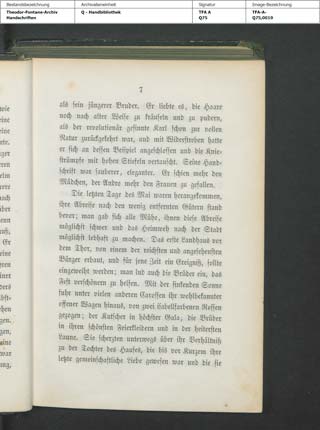 Bestandsbezeichnung Archivalieneinheit Signatur Image-Bezeichnung
Theodor-Fontane-Archiv Q - Handbibliothek TFA A TFA-A-
Handschriften Q75 Q75,0019
7
als sein jüngerer Bruder. Er liebte es, die Haare
noch nach alter Weise zu kräuseln und zu pudern,
als der revolutionär gesinnte Karl schon zur vollen
Natur zurückgekehrt war, und mit Widerstreben hatte
er sich an dessen Beispiel angeschlossen und die Knie-
strümpfe mit hohen Stiefeln vertauscht. Seine Hand-
schrift war sauberer, eleganter. Er schien mehr den
Mädchen, der Andre mehr den Frauen zu gefallen.
Die letzten Tage des Mai waren herangekommen,
ihre Abreise nach den wenig entfernten Gütern stand
bevor; man gab sich alle Mühe, ihnen diese Abreise
möglichst schwer und das Heimweh nach der Stadt
möglichst lebhaft zu machen. Das erste Landhaus vor
dem Thor, von einem der reichsten und angesehensten
Bürger erbaut, und für jene Zeit ein Ereigniß, sollte
eingeweiht werden; man lud auch die Brüder ein, das
Fest verschönern zu helfen. Mit der sinkenden Sonne
fuhr unter vielen anderen Carossen ihr wohlbekannter
offener Wagen hinaus, von zwei isabellfarbenen Rossen
gezogen; der Kutscher in höchster Gala, die Brüder
in ihren schönsten Feierkleidern und in der heitersten
Laune. Sie scherzten unterwegs über ihr Verhältniß
zu der Tochter des Hauses, die bis vor Kurzem ihre
letzte gemeinschaftliche Liebe gewesen war und die sie